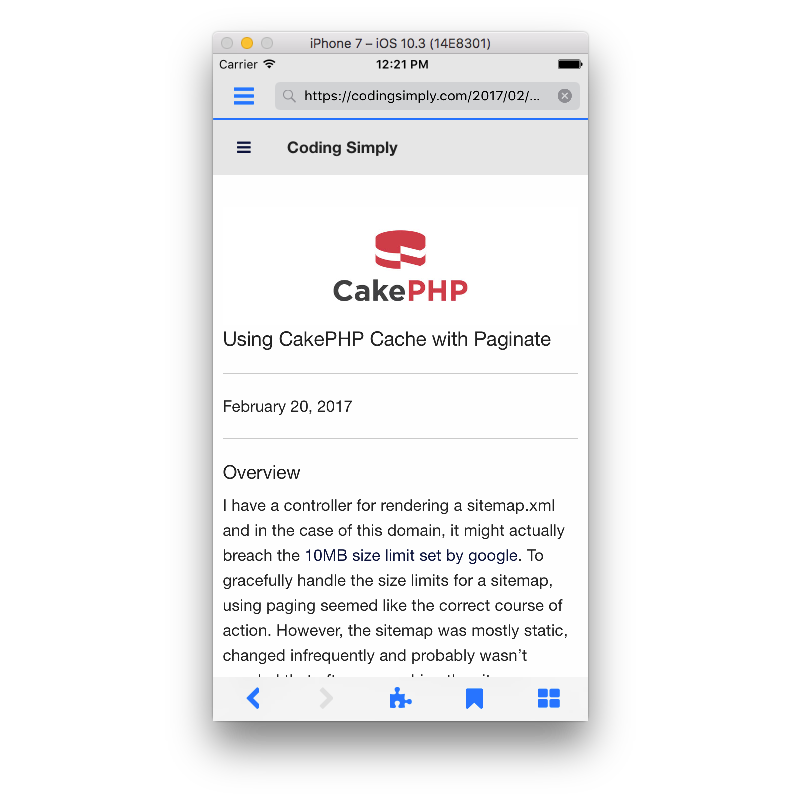 iPhone 7 – iOS 10.3 (14E8301)
Carrier 12:21 PM
https://codingsimply.com/2017/02/...
Coding Simply
CakePHP
Using CakePHP Cache with Paginate
February 20, 2017
Overview
I have a controller for rendering a sitemap.xml
and in the case of this domain, it might actually
breach the 10MB size limit set by google. To
gracefully handle the size limits for a sitemap,
using paging seemed like the correct course of
action. However, the sitemap was mostly static,
changed infrequently and probably wasn't